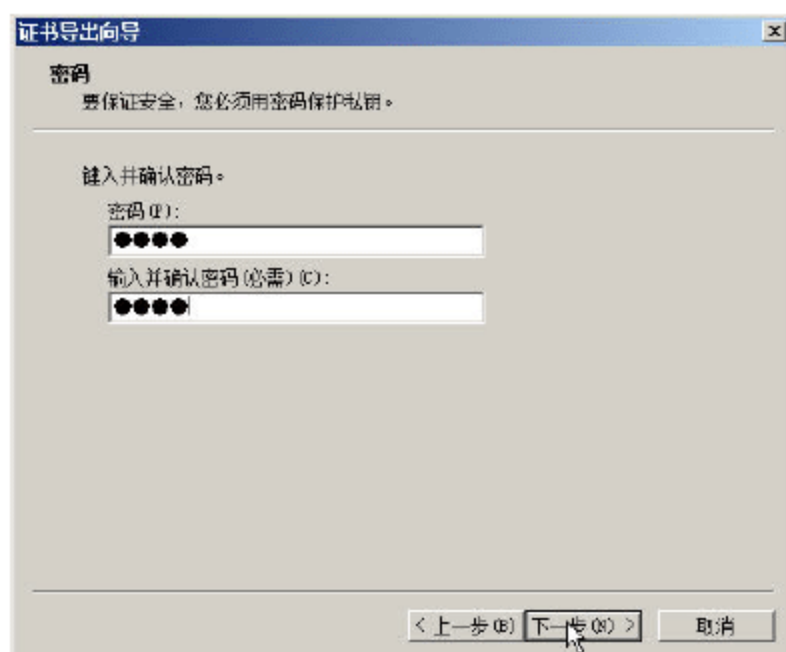 证书导出向导
密码
要保证安全，您必须用密码保护私钥。
键入并确认密码。
密码(P):
●●●●
输入并确认密码(必需)(C):
●●●●
< 上一步(B) 下一步(N) > 取消